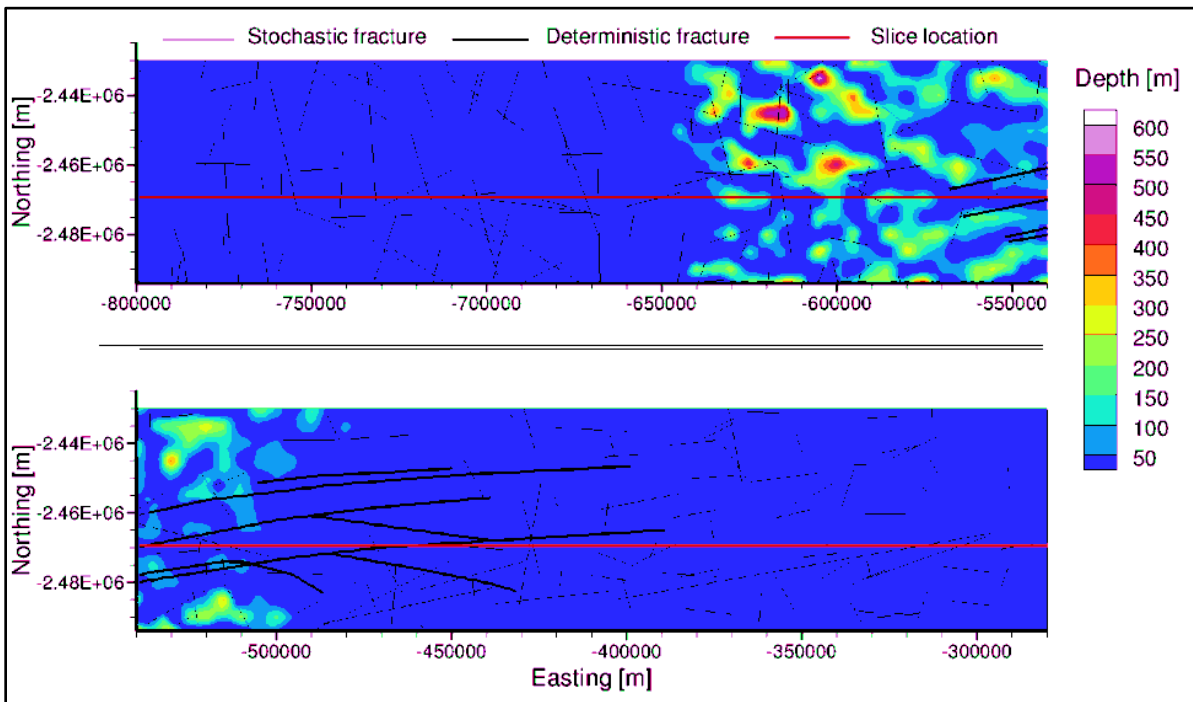 Stochastic fracture Deterministic fracture Slice location
Depth [m]
600
550
500
450
400
350
300
250
200
150
100
50
Northing [m]
-2.44E+06
-2.46E+06
-2.48E+06
-800000 -750000 -700000 -650000 -600000 -550000
Northing [m]
-2.44E+06
-2.46E+06
-2.48E+06
-500000 -450000 -400000 -350000 -300000
Easting [m]